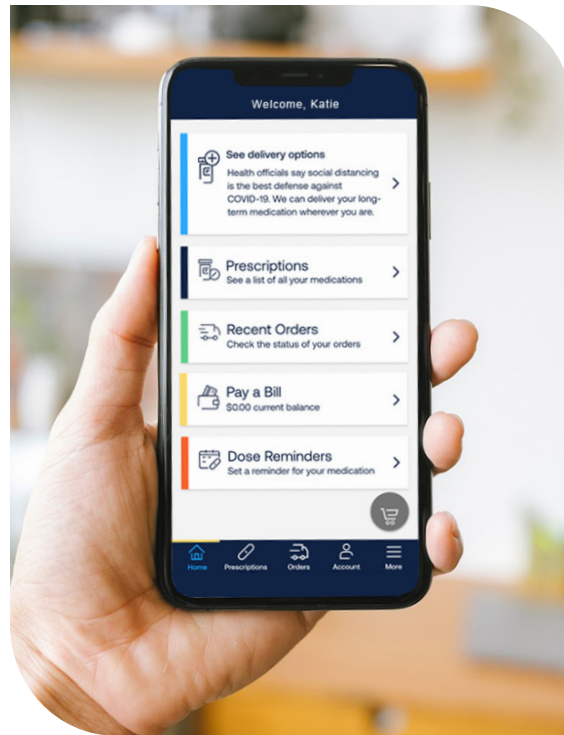 Welcome, Katie
See delivery options
Health officials say social distancing
is the best defense against
COVID-19. We can deliver your long-
term medication wherever you are.
Prescriptions
See a list of all your medications
Recent Orders
Check the status of your orders
Pay a Bill
$0.00 current balance
Dose Reminders
Set a reminder for your medication
Home Prescriptions Orders Account More